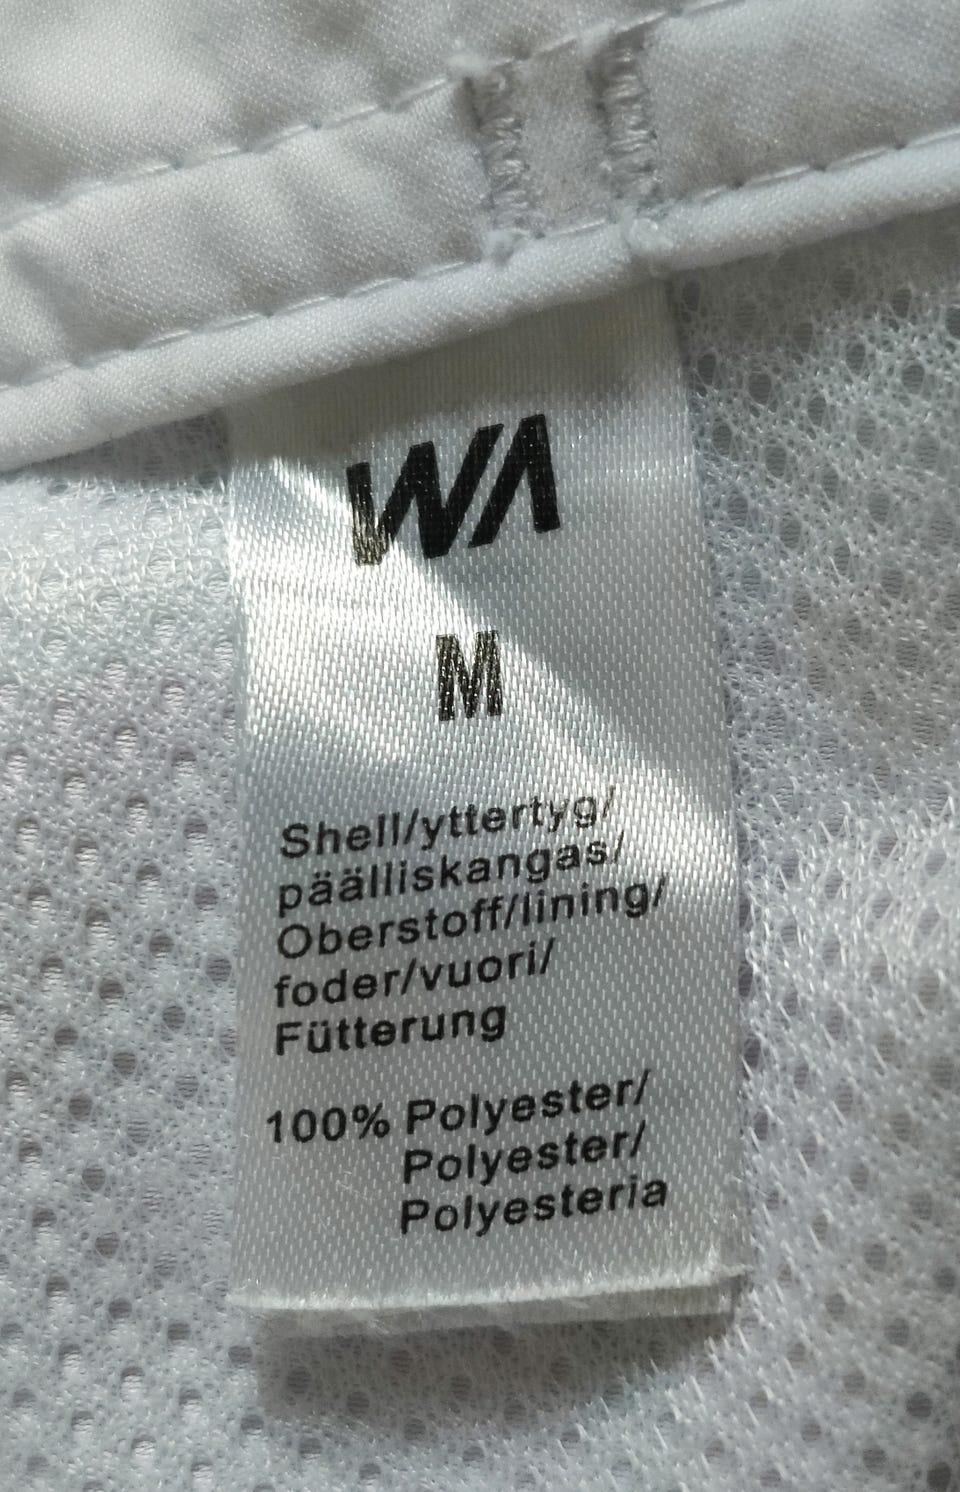 WA
M
Shell/yttertyg/
päälliskangas/
Oberstoff/lining/
foder/vuori/
Fütterung
100% Polyester/
Polyester/
Polyesteria